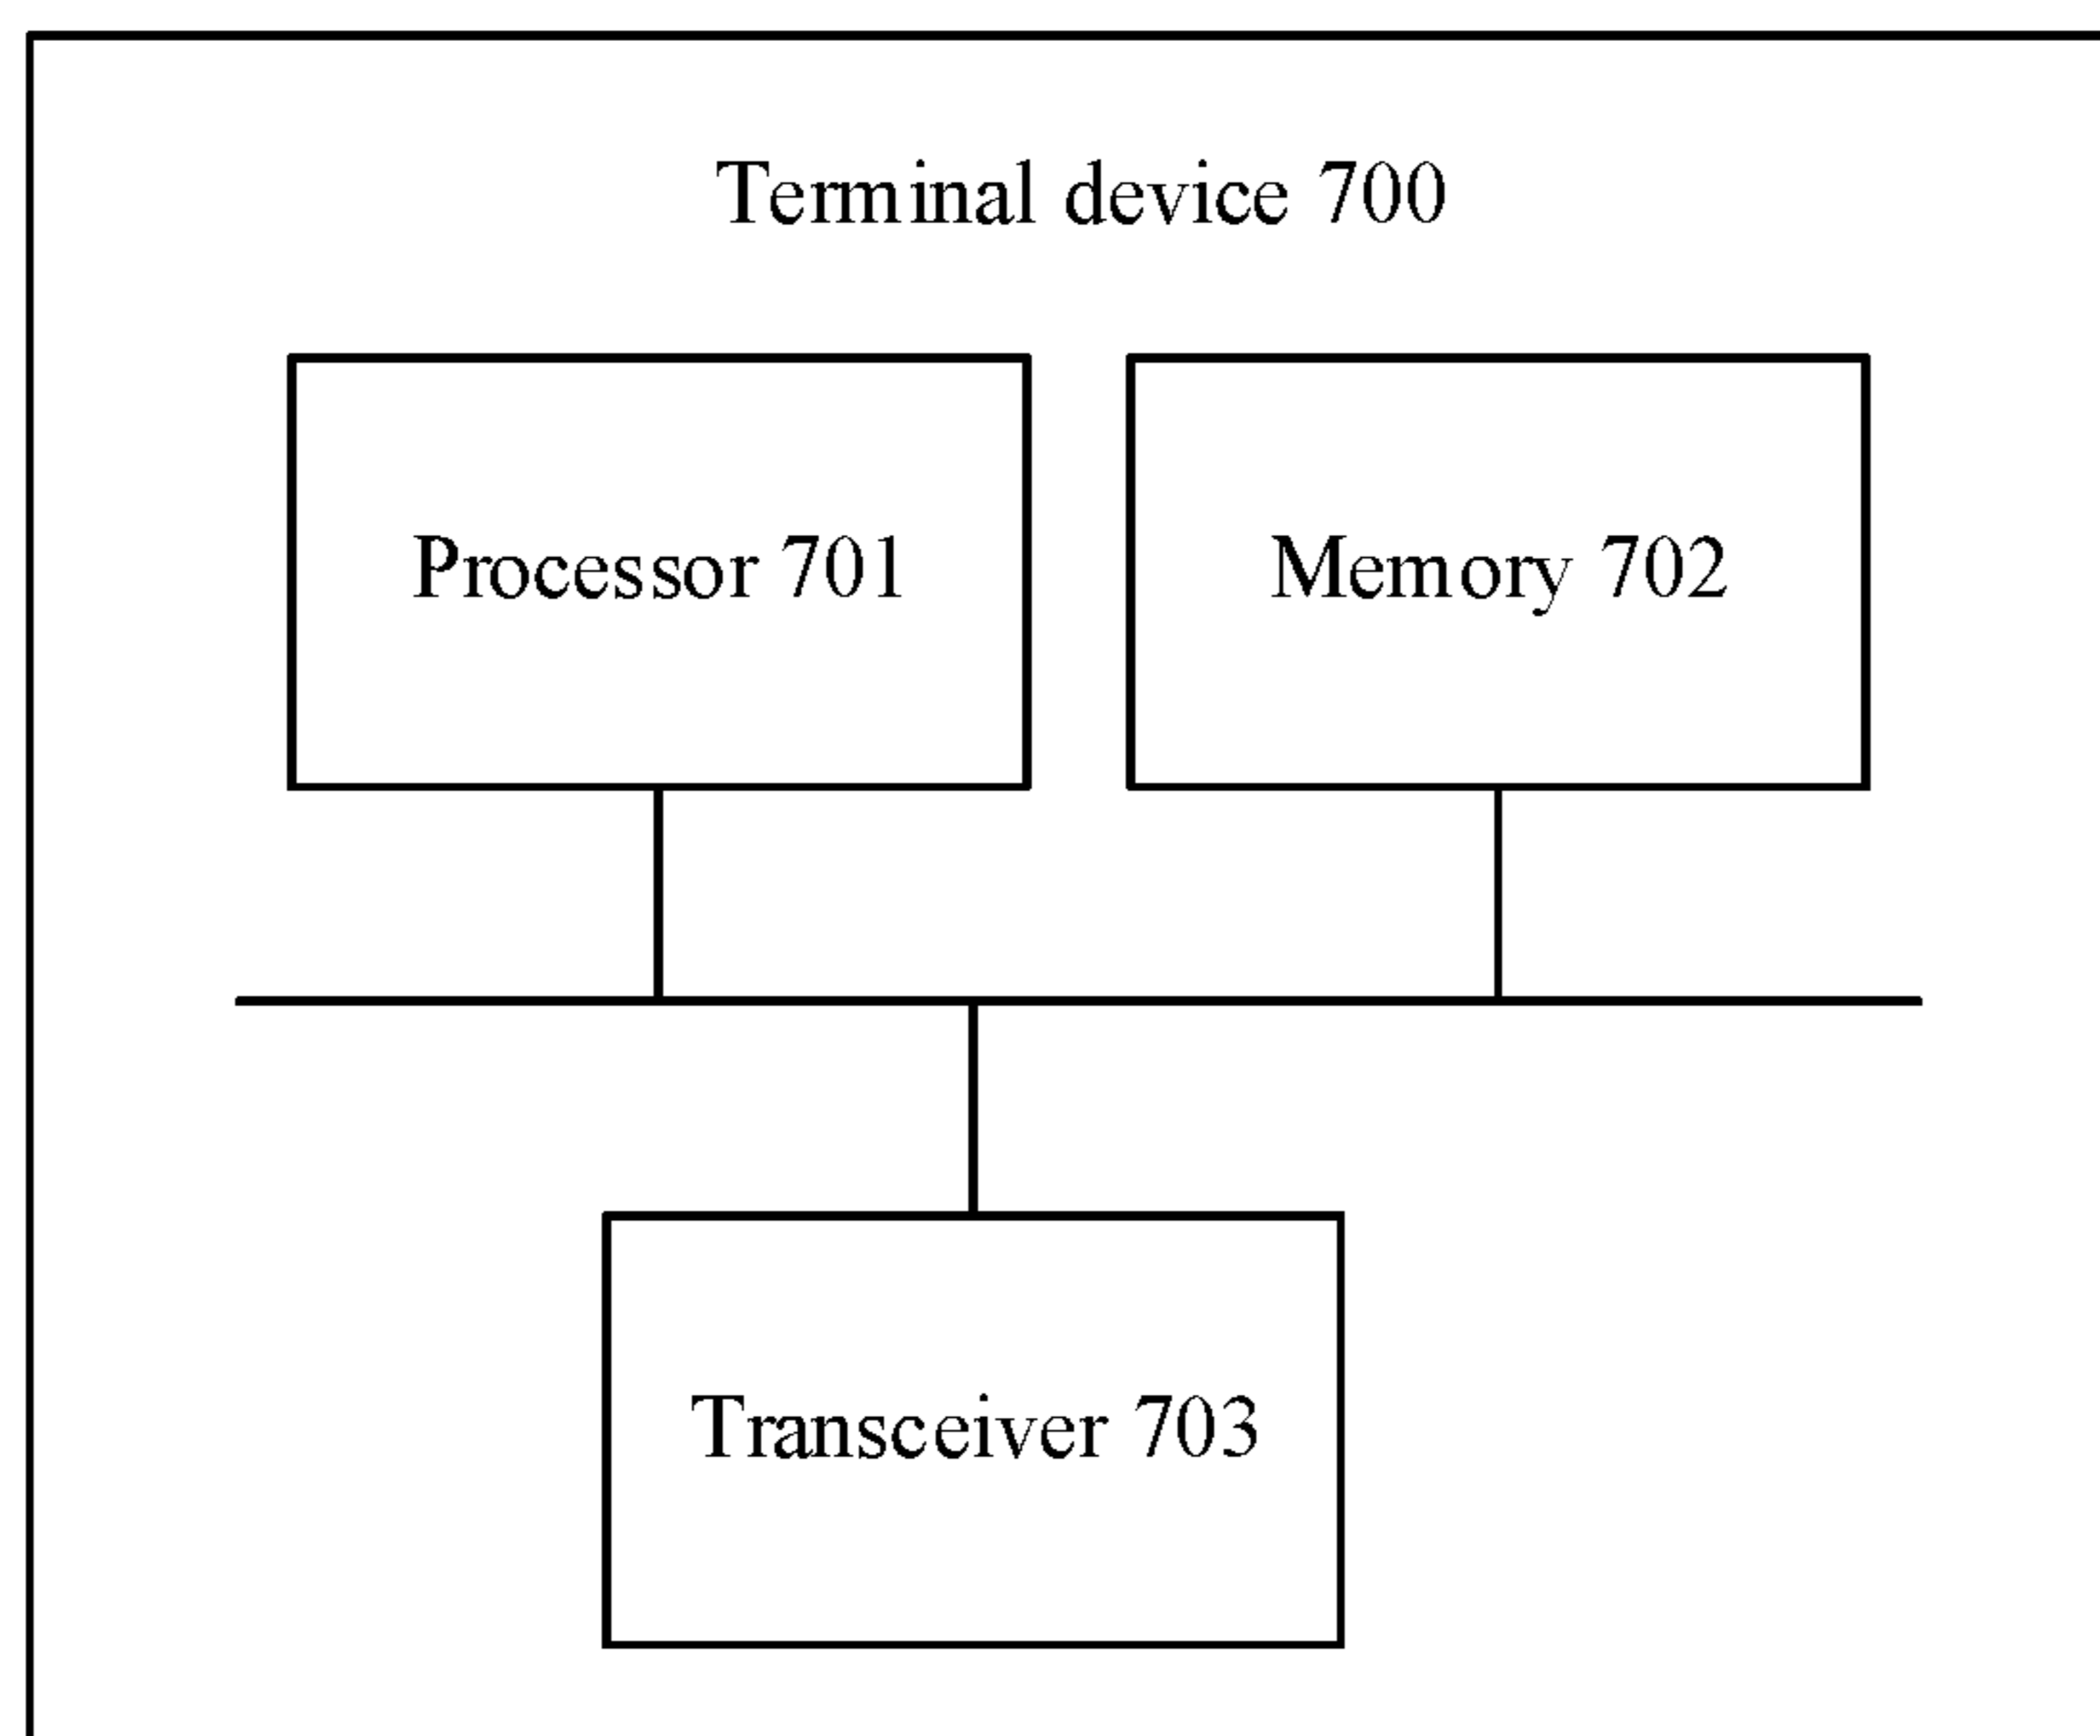 Terminal device 700
Processor 701
Memory 702
Transceiver 703